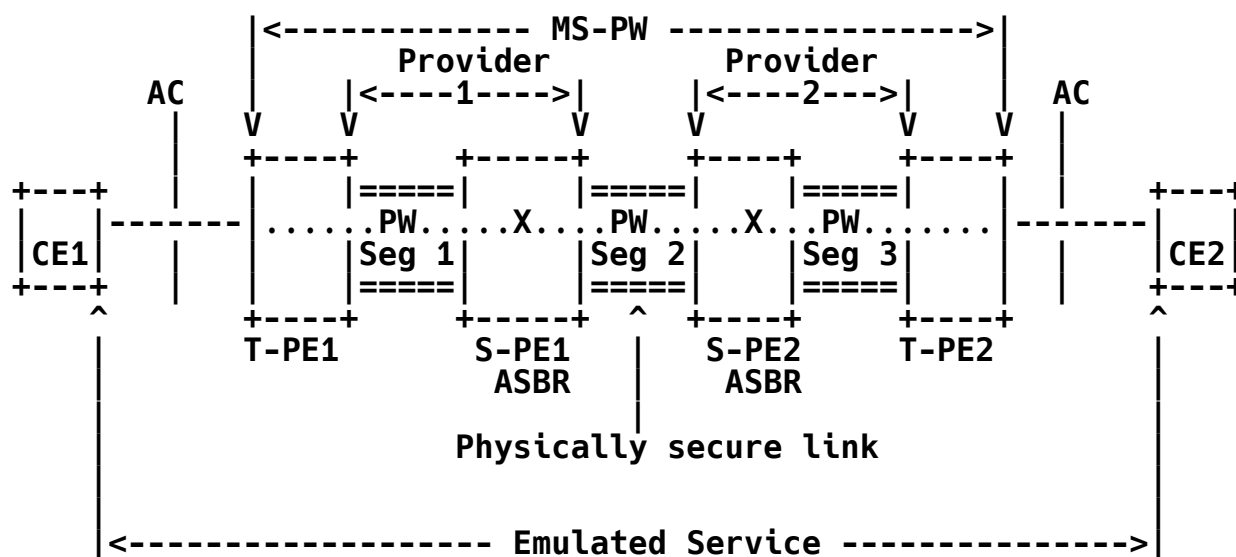 |<------------- MS-PW ---------------->|
Provider Provider
AC | |<----1---->| |<----2--->| | AC
| V V V V V V |
| +----+ +-----+ +----+ +----+ |
+---+ | | |=====| |=====| |=====| | | +---+
| |-------|......PW.....X....PW.....X...PW.......|-------| |
|CE1| | | |Seg 1| |Seg 2| |Seg 3| | | |CE2|
+---+ | | |=====| |=====| |=====| | | +---+
^ +----+ +-----+ ^ +----+ +----+ ^
| T-PE1 S-PE1 | S-PE2 T-PE2 |
| ASBR | ASBR |
| | |
| Physically secure link |
| |
| |
|<------------------- Emulated Service ---------------->|